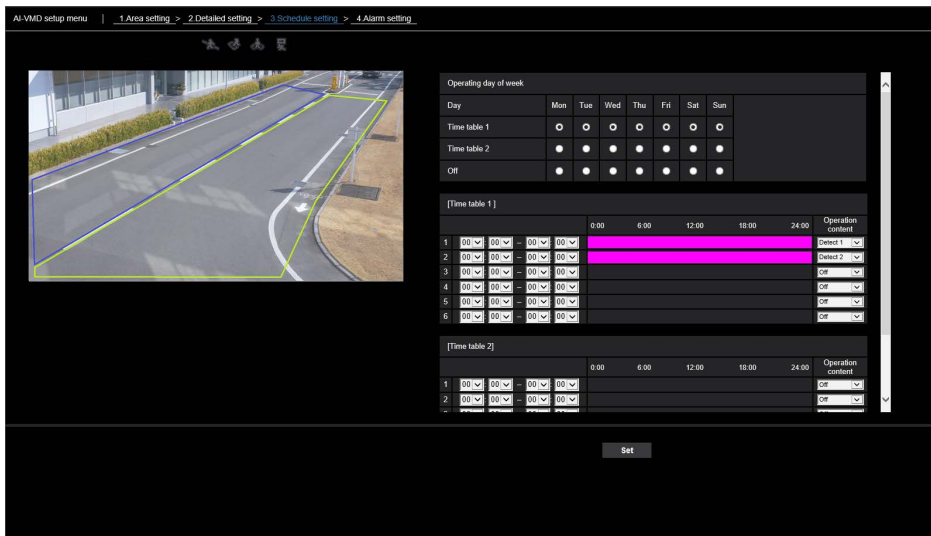 AI-VMD setup menu | 1.Area setting > 2.Detailed setting > 3.Schedule setting > 4.Alarm setting
Operating day of week
Day Mon Tue Wed Thu Fri Sat Sun
Time table 1
Time table 2
Off
[Time table 1 ]
0:00 6:00 12:00 18:00 24:00 Operation content
1 00 : 00 – 00 : 00 Detect 1
2 00 : 00 – 00 : 00 Detect 2
3 00 : 00 – 00 : 00 Off
4 00 : 00 – 00 : 00 Off
5 00 : 00 – 00 : 00 Off
6 00 : 00 – 00 : 00 Off
[Time table 2]
0:00 6:00 12:00 18:00 24:00 Operation content
1 00 : 00 – 00 : 00 Off
2 00 : 00 – 00 : 00 Off
Set